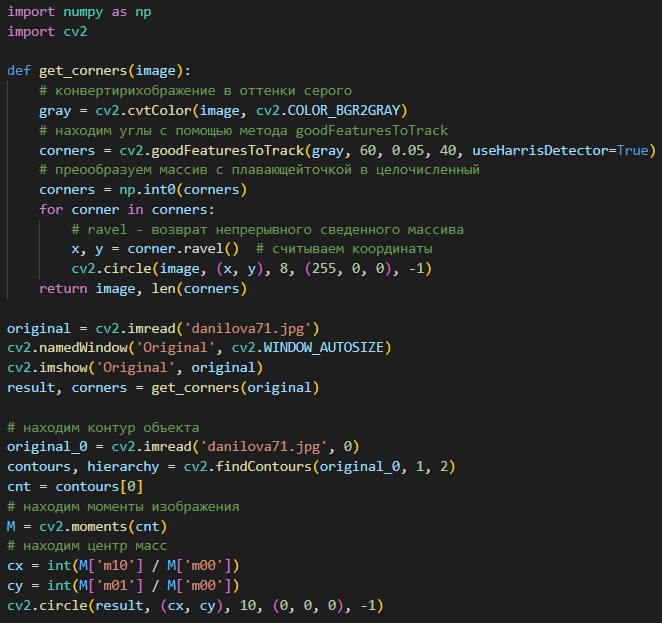 import numpy as np
import cv2

def get_corners(image):
    # конвертирихображение в оттенки серого
    gray = cv2.cvtColor(image, cv2.COLOR_BGR2GRAY)
    # находим углы с помощью метода goodFeaturesToTrack
    corners = cv2.goodFeaturesToTrack(gray, 60, 0.05, 40, useHarrisDetector=True)
    # преообразуем массив с плавающейточкой в целочисленный
    corners = np.int0(corners)
    for corner in corners:
        # ravel - возврат непрерывного сведенного массива
        x, y = corner.ravel()  # считываем координаты
        cv2.circle(image, (x, y), 8, (255, 0, 0), -1)
    return image, len(corners)

original = cv2.imread('danilova71.jpg')
cv2.namedWindow('Original', cv2.WINDOW_AUTOSIZE)
cv2.imshow('Original', original)
result, corners = get_corners(original)

# находим контур объекта
original_0 = cv2.imread('danilova71.jpg', 0)
contours, hierarchy = cv2.findContours(original_0, 1, 2)
cnt = contours[0]
# находим моменты изображения
M = cv2.moments(cnt)
# находим центр масс
cx = int(M['m10'] / M['m00'])
cy = int(M['m01'] / M['m00'])
cv2.circle(result, (cx, cy), 10, (0, 0, 0), -1)